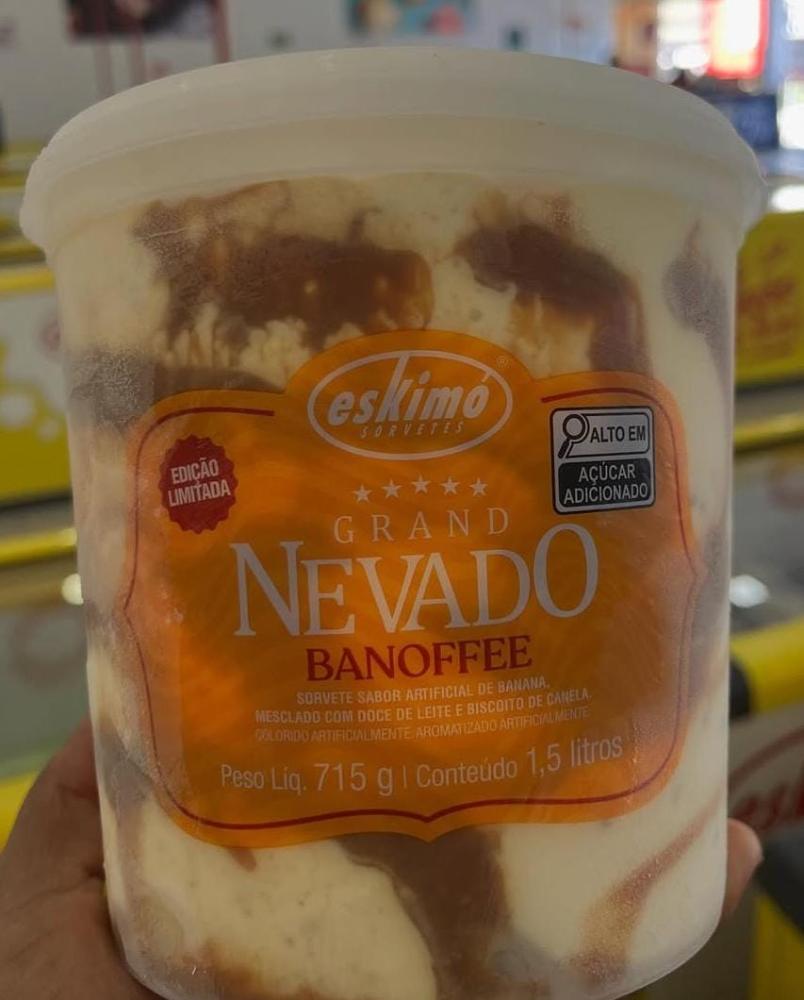 eskimó
SORVETES
EDIÇÃO
LIMITADA
ALTO EM
AÇÚCAR
ADICIONADO
GRAND
NEVADO
BANOFFEE
SORVETE SABOR ARTIFICIAL DE BANANA,
MESCLADO COM DOCE DE LEITE E BISCOITO DE CANELA.
COLORIDO ARTIFICIALMENTE. AROMATIZADO ARTIFICIALMENTE
Peso Líq. 715 g | Conteúdo 1,5 litros